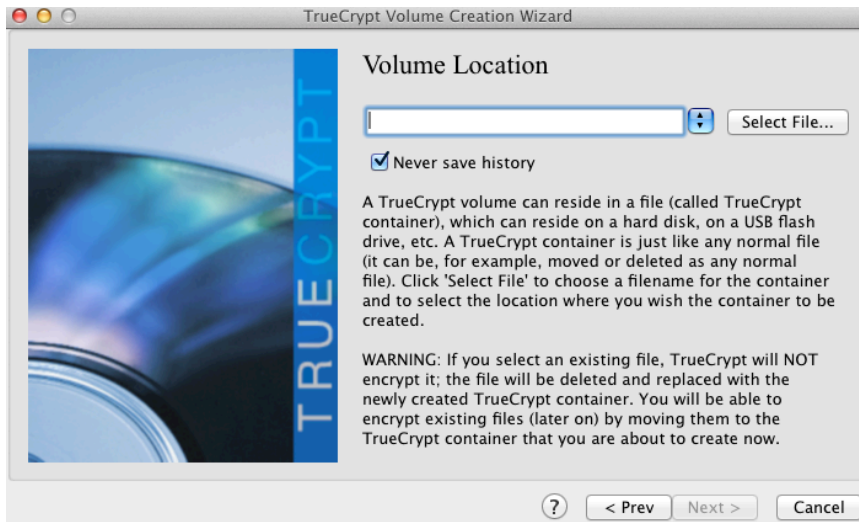 TrueCrypt Volume Creation Wizard
TRUECRYPT
Volume Location
Select File...
Never save history
A TrueCrypt volume can reside in a file (called TrueCrypt
container), which can reside on a hard disk, on a USB flash
drive, etc. A TrueCrypt container is just like any normal file
(it can be, for example, moved or deleted as any normal
file). Click 'Select File' to choose a filename for the container
and to select the location where you wish the container to be
created.
WARNING: If you select an existing file, TrueCrypt will NOT
encrypt it; the file will be deleted and replaced with the
newly created TrueCrypt container. You will be able to
encrypt existing files (later on) by moving them to the
TrueCrypt container that you are about to create now.
? < Prev Next > Cancel